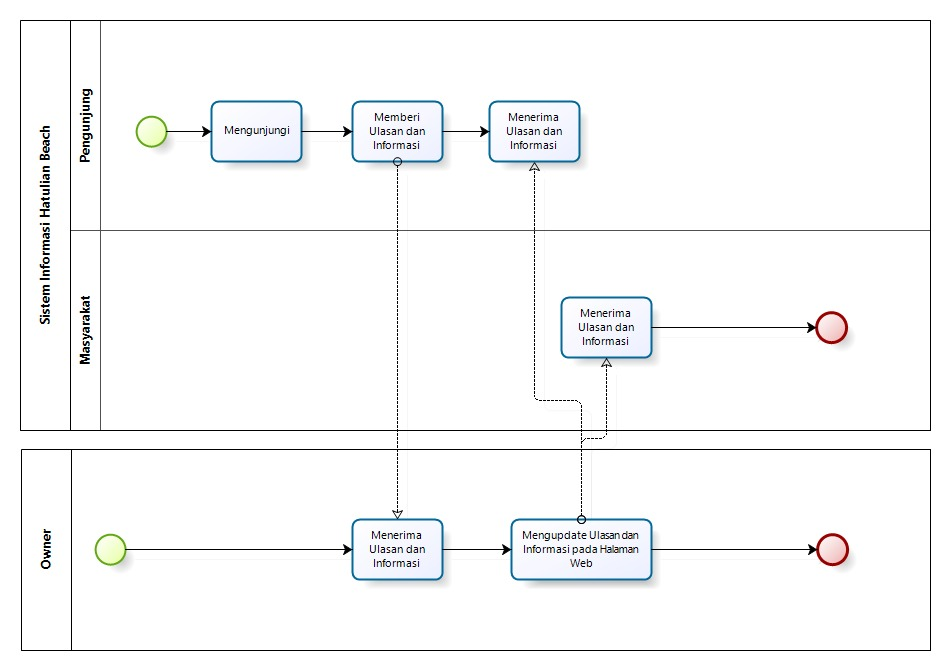 Sistem Informasi Hatulian Beach
Pengunjung
Mengunjungi
Memberi
Ulasan dan
Informasi
Menerima
Ulasan dan
Informasi
Masyarakat
Menerima
Ulasan dan
Informasi
Owner
Menerima
Ulasan dan
Informasi
Mengupdate Ulasan dan
Informasi pada Halaman
Web